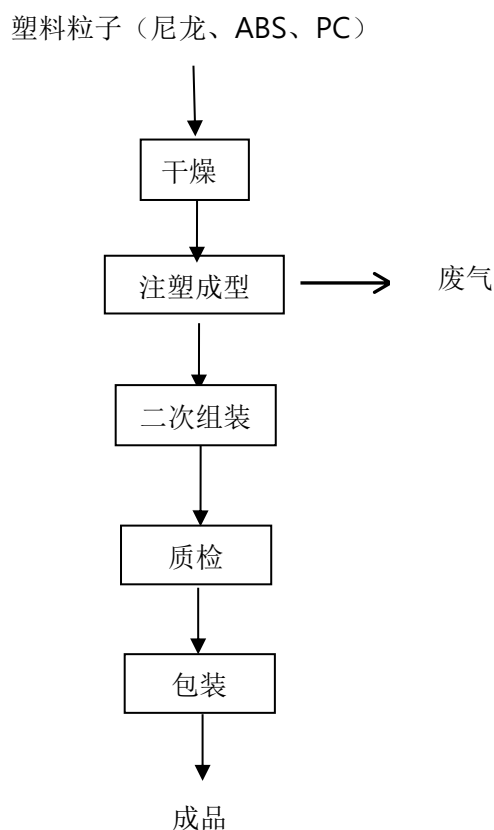 塑料粒子（尼龙、ABS、PC）
干燥
注塑成型
废气
二次组装
质检
包装
成品